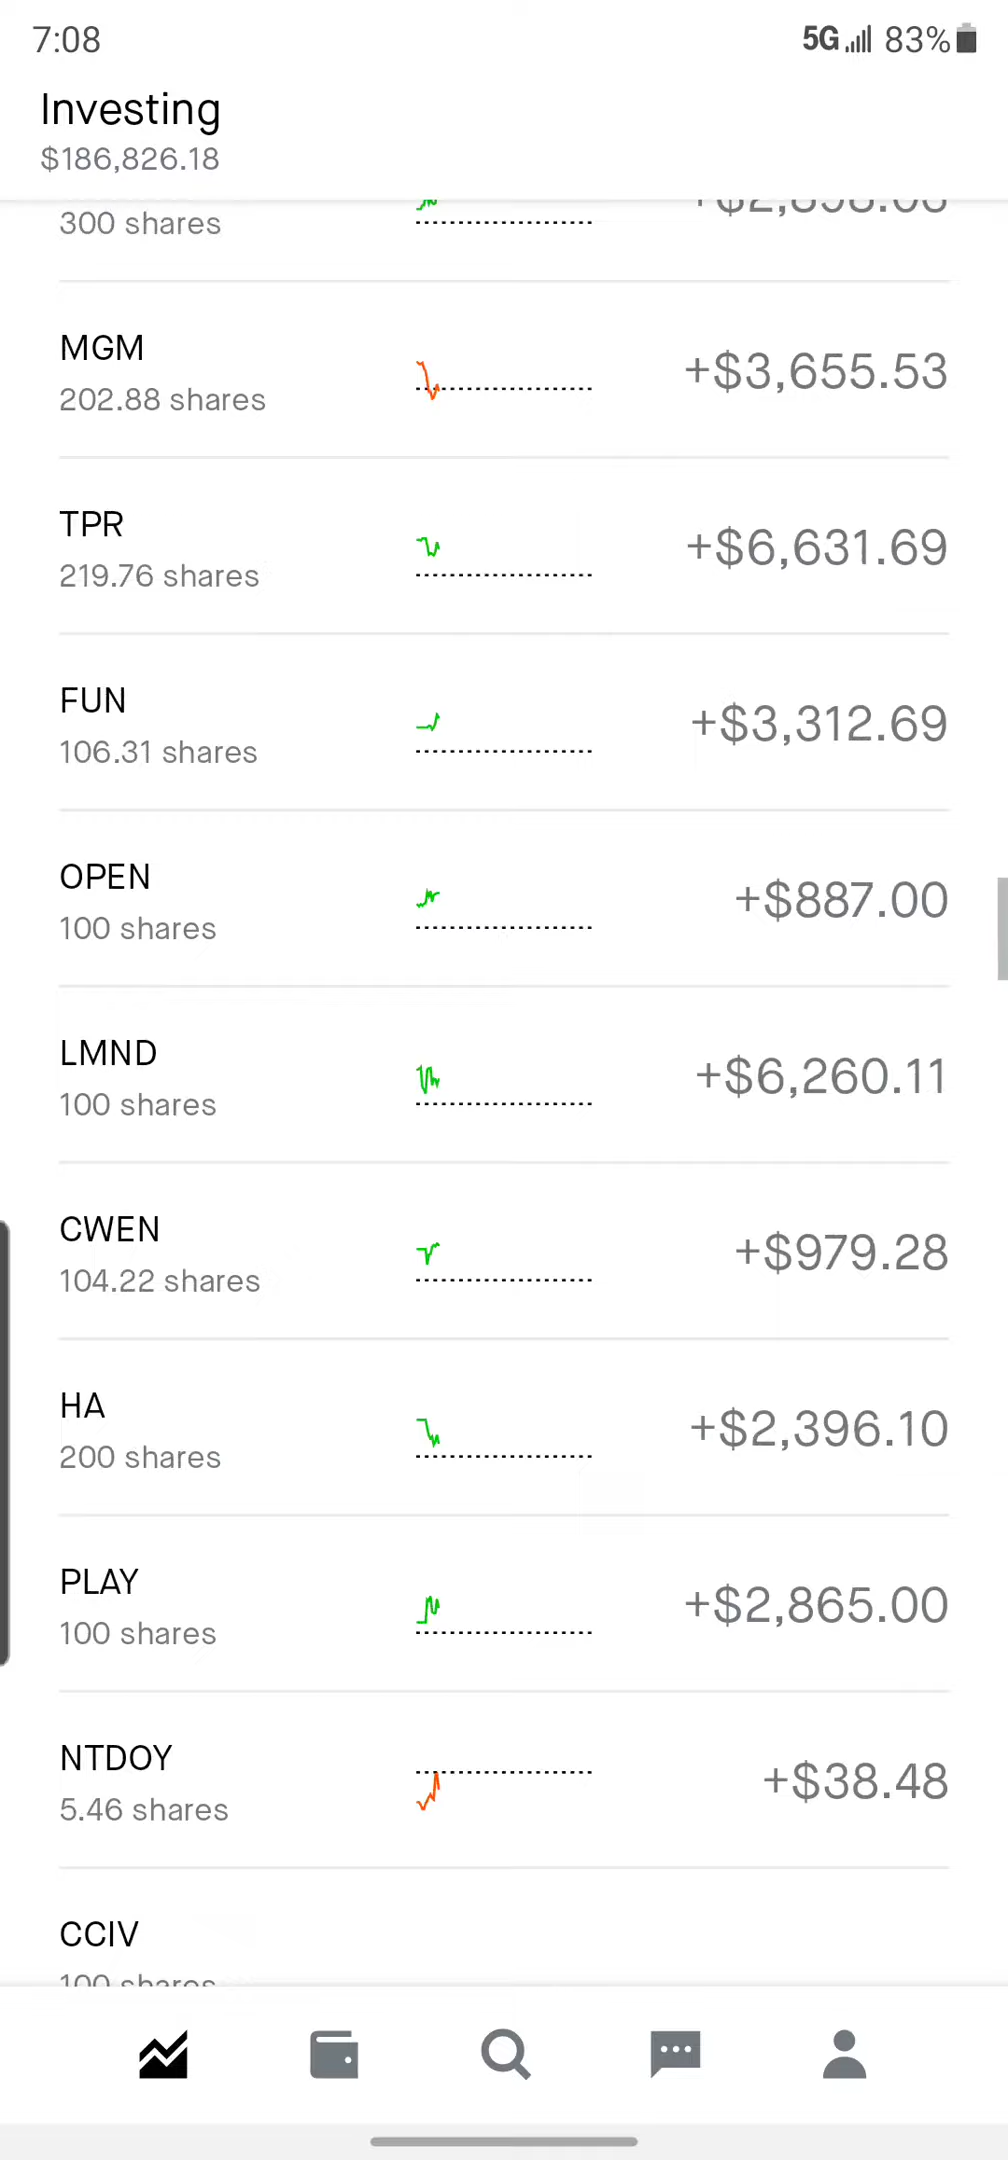 7:08
5G 83%
Investing
$186,826.18
300 shares
MGM
202.88 shares
+$3,655.53
TPR
219.76 shares
+$6,631.69
FUN
106.31 shares
+$3,312.69
OPEN
100 shares
+$887.00
LMND
100 shares
+$6,260.11
CWEN
104.22 shares
+$979.28
HA
200 shares
+$2,396.10
PLAY
100 shares
+$2,865.00
NTDOY
5.46 shares
+$38.48
CCIV
100 shares